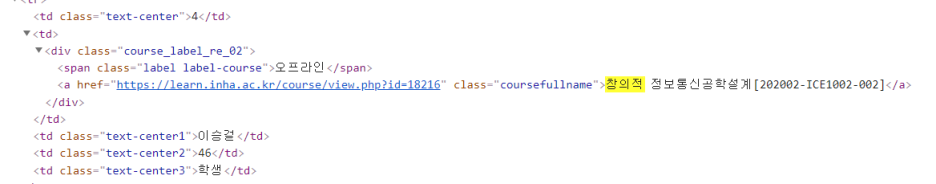 <td class="text-center">4</td>
▼<td>
▼<div class="course_label_re_02">
<span class="label label-course">오프라인</span>
<a href="https://learn.inha.ac.kr/course/view.php?id=18216" class="coursefullname">창의적 정보통신공학설계[202002-ICE1002-002]</a>
</div>
</td>
<td class="text-center1">이승걸</td>
<td class="text-center2">46</td>
<td class="text-center3">학생</td>